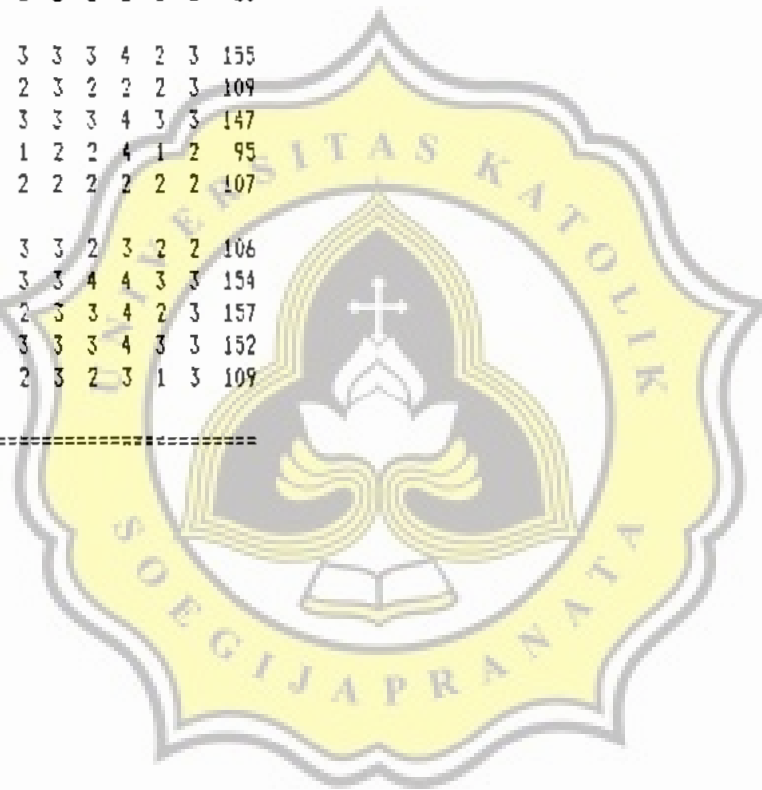 3 3 3 4 2 3 155
2 3 2 2 2 3 109
3 3 3 4 3 3 147
1 2 2 4 1 2 95
2 2 2 2 2 2 107
3 3 2 3 2 2 106
3 3 4 4 3 3 154
2 3 3 4 2 3 157
3 3 3 4 3 3 152
2 3 2 3 1 3 109
==========================
UNIVERSITAS KATOLIK
SOEGIJAPRANATA